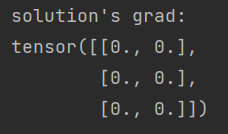 solution's grad:
tensor([[0., 0.],
        [0., 0.],
        [0., 0.]])